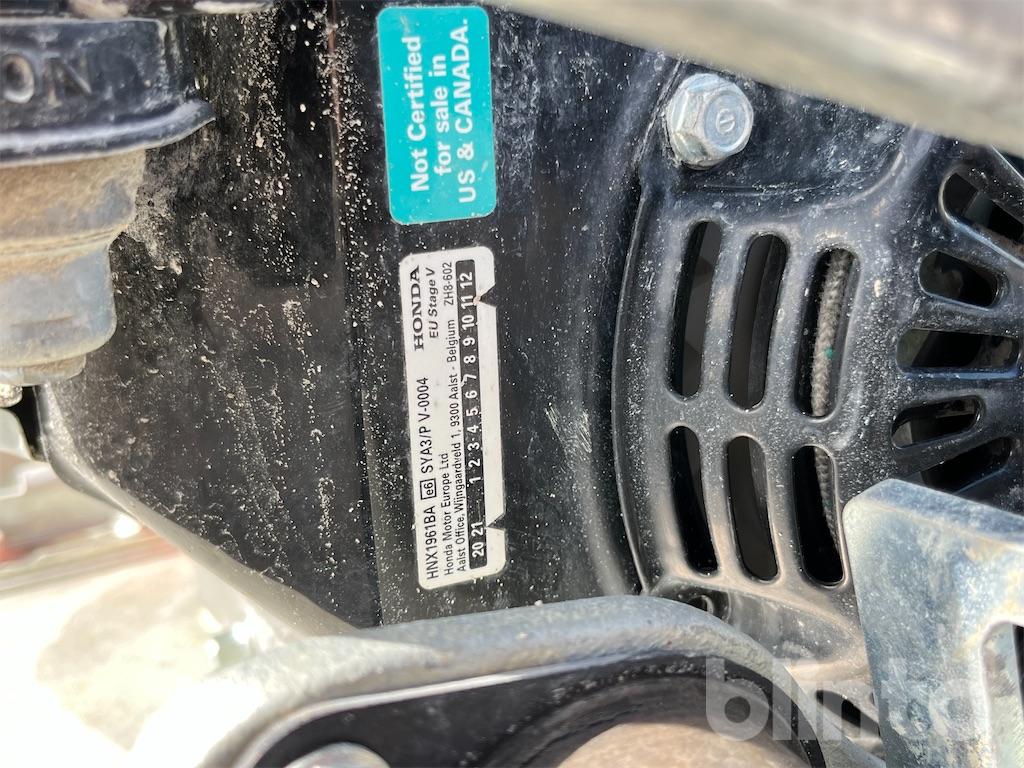 ON
Not Certified
for sale in
US & CANADA.
HONDA
EU Stage V
HNX1961BA e6 SYA3/P V-0004
Honda Motor Europe Ltd
Aalst Office, Wijngaardveld 1, 9300 Aalst - Belgium ZH8-602
20 21 1 2 3 4 5 6 7 8 9 10 11 12
blinto